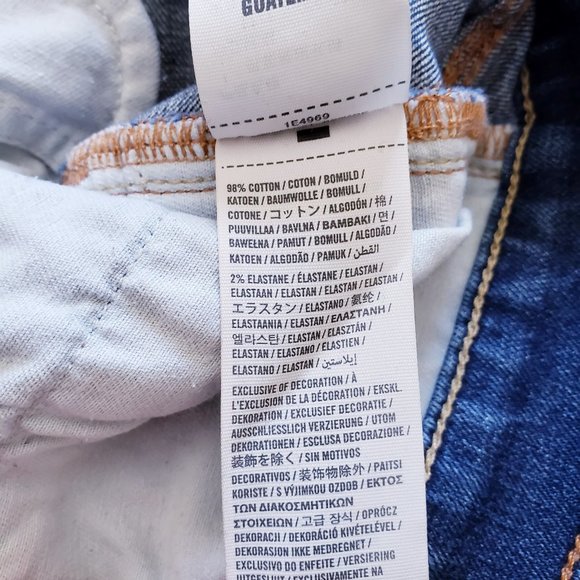 1E4969
98% COTTON / COTON / BOMULD /
KATOEN / BAUMWOLLE / BOMULL /
COTONE / コットン / ALGODÓN / 棉 /
PUUVILLAA / BAVLNA / ΒΑΜΒΑΚΙ / 면 /
BAWEŁNA / PAMUT / BOMULL / ALGODÓN /
KATOEN / ALGODÃO / PAMUK / القطن
2% ELASTANE / ÉLASTANE / ELASTAN /
ELASTAAN / ELASTAN / ELASTAN / ELASTAN
/ エラスタン / ELASTANO / 氨纶 /
ELASTAANIA / ELASTAN / ΕΛΑΣΤΑΝΗ /
엘라스탄 / ELASTAN / ELASZTÁN /
ELASTAN / ELASTANO / ELASTIEN /
ELASTANO / ELASTAN / إيلاستين
EXCLUSIVE OF DECORATION / À
L'EXCLUSION DE LA DÉCORATION / EKSKL.
DEKORATION / EXCLUSIEF DECORATIE /
AUSSCHLIESSLICH VERZIERUNG / UTOM
DEKORATIONEN / ESCLUSA DECORAZIONE /
装飾を除く / SIN MOTIVOS
DECORATIVOS / 装饰物除外 / PAITSI
KORISTE / S VÝJIMKOU OZDOB / ΕΚΤΟΣ
ΤΩΝ ΔΙΑΚΟΣΜΗΤΙΚΩΝ
ΣΤΟΙΧΕΙΩΝ / 고급 장식 / OPRÓCZ
DEKORACJI / DEKORÁCIÓ KIVÉTELÉVEL /
DEKORASJON IKKE MEDREGNET /
EXCLUSIVO DO ENFEITE / VERSIERING